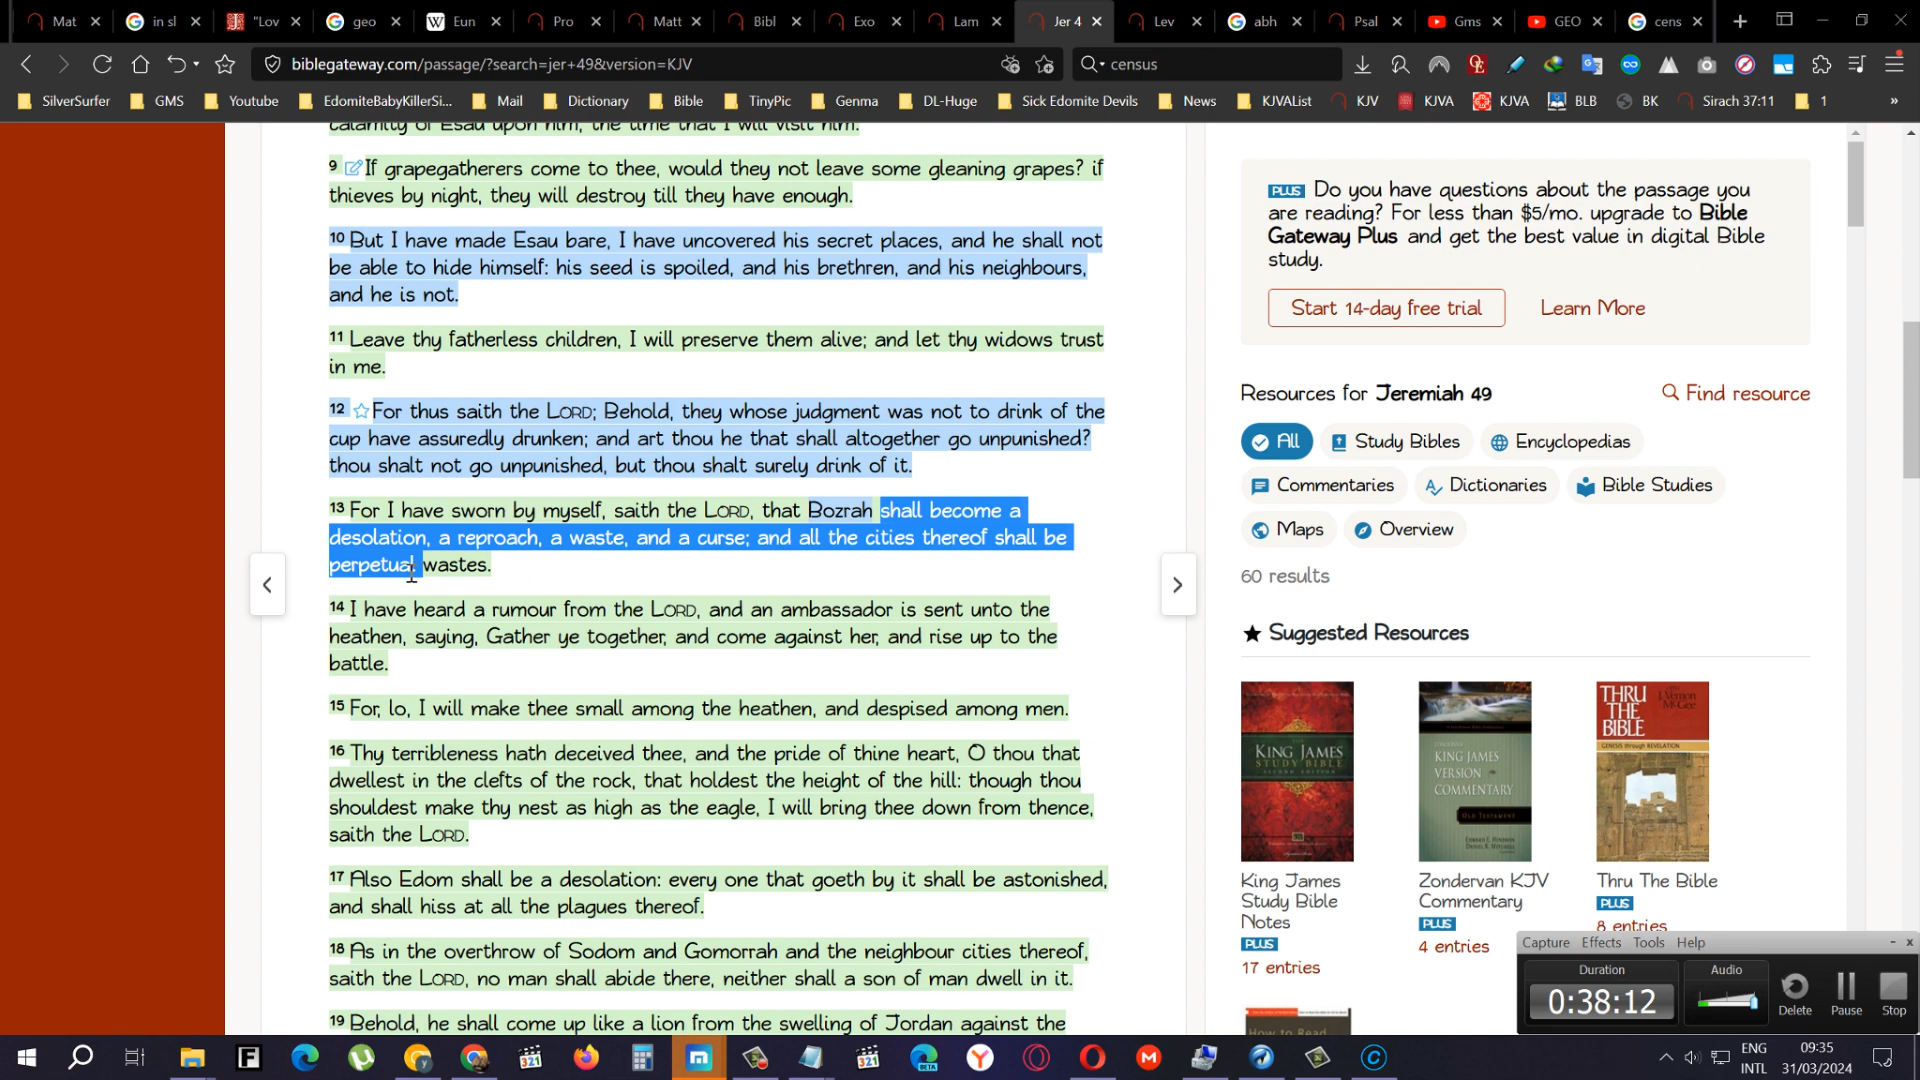 Mat
in sl
"Lov
geo
Eun
Pro
Matt
Bibl
Exo
Lam
Jer 4
Lev
abh
Psal
Gms
GEO
cens
biblegateway.com/passage/?search=jer+49&version=KJV
census
SilverSurfer
GMS
Youtube
EdomiteBabyKillerSi...
Mail
Dictionary
Bible
TinyPic
Genma
DL-Huge
Sick Edomite Devils
News
KJVAList
KJV
KJVA
KJVA
BLB
BK
Sirach 37:11
1
»
calamity of Esau upon him, the time that I will visit him.
9 If grapegatherers come to thee, would they not leave some gleaning grapes? if
thieves by night, they will destroy till they have enough.
10 But I have made Esau bare, I have uncovered his secret places, and he shall not
be able to hide himself: his seed is spoiled, and his brethren, and his neighbours,
and he is not.
11 Leave thy fatherless children, I will preserve them alive; and let thy widows trust
in me.
12 For thus saith the LORD; Behold, they whose judgment was not to drink of the
cup have assuredly drunken; and art thou he that shall altogether go unpunished?
thou shalt not go unpunished, but thou shalt surely drink of it.
13 For I have sworn by myself, saith the LORD, that Bozrah shall become a
desolation, a reproach, a waste, and a curse; and all the cities thereof shall be
perpetual wastes.
14 I have heard a rumour from the LORD, and an ambassador is sent unto the
heathen, saying, Gather ye together, and come against her, and rise up to the
battle.
15 For, lo, I will make thee small among the heathen, and despised among men.
16 Thy terribleness hath deceived thee, and the pride of thine heart, O thou that
dwellest in the clefts of the rock, that holdest the height of the hill: though thou
shouldest make thy nest as high as the eagle, I will bring thee down from thence,
saith the LORD.
17 Also Edom shall be a desolation: every one that goeth by it shall be astonished,
and shall hiss at all the plagues thereof.
18 As in the overthrow of Sodom and Gomorrah and the neighbour cities thereof,
saith the LORD, no man shall abide there, neither shall a son of man dwell in it.
19 Behold, he shall come up like a lion from the swelling of Jordan against the
PLUS Do you have questions about the passage you
are reading? For less than $5/mo. upgrade to Bible
Gateway Plus and get the best value in digital Bible
study.
Start 14-day free trial
Learn More
Resources for Jeremiah 49
Find resource
All
Study Bibles
Encyclopedias
Commentaries
Dictionaries
Bible Studies
Maps
Overview
60 results
Suggested Resources
KING JAMES
STUDY BIBLE
KING JAMES
VERSION
COMMENTARY
OLD TESTAMENT
THRU
THE
BIBLE
King James
Study Bible
Notes
PLUS
17 entries
Zondervan KJV
Commentary
PLUS
4 entries
Thru The Bible
PLUS
8 entries
How to Read
Capture Effects Tools Help
Duration
0:38:12
Audio
Delete
Pause
Stop
321
321
BETA
ENG
INTL
09:35
31/03/2024